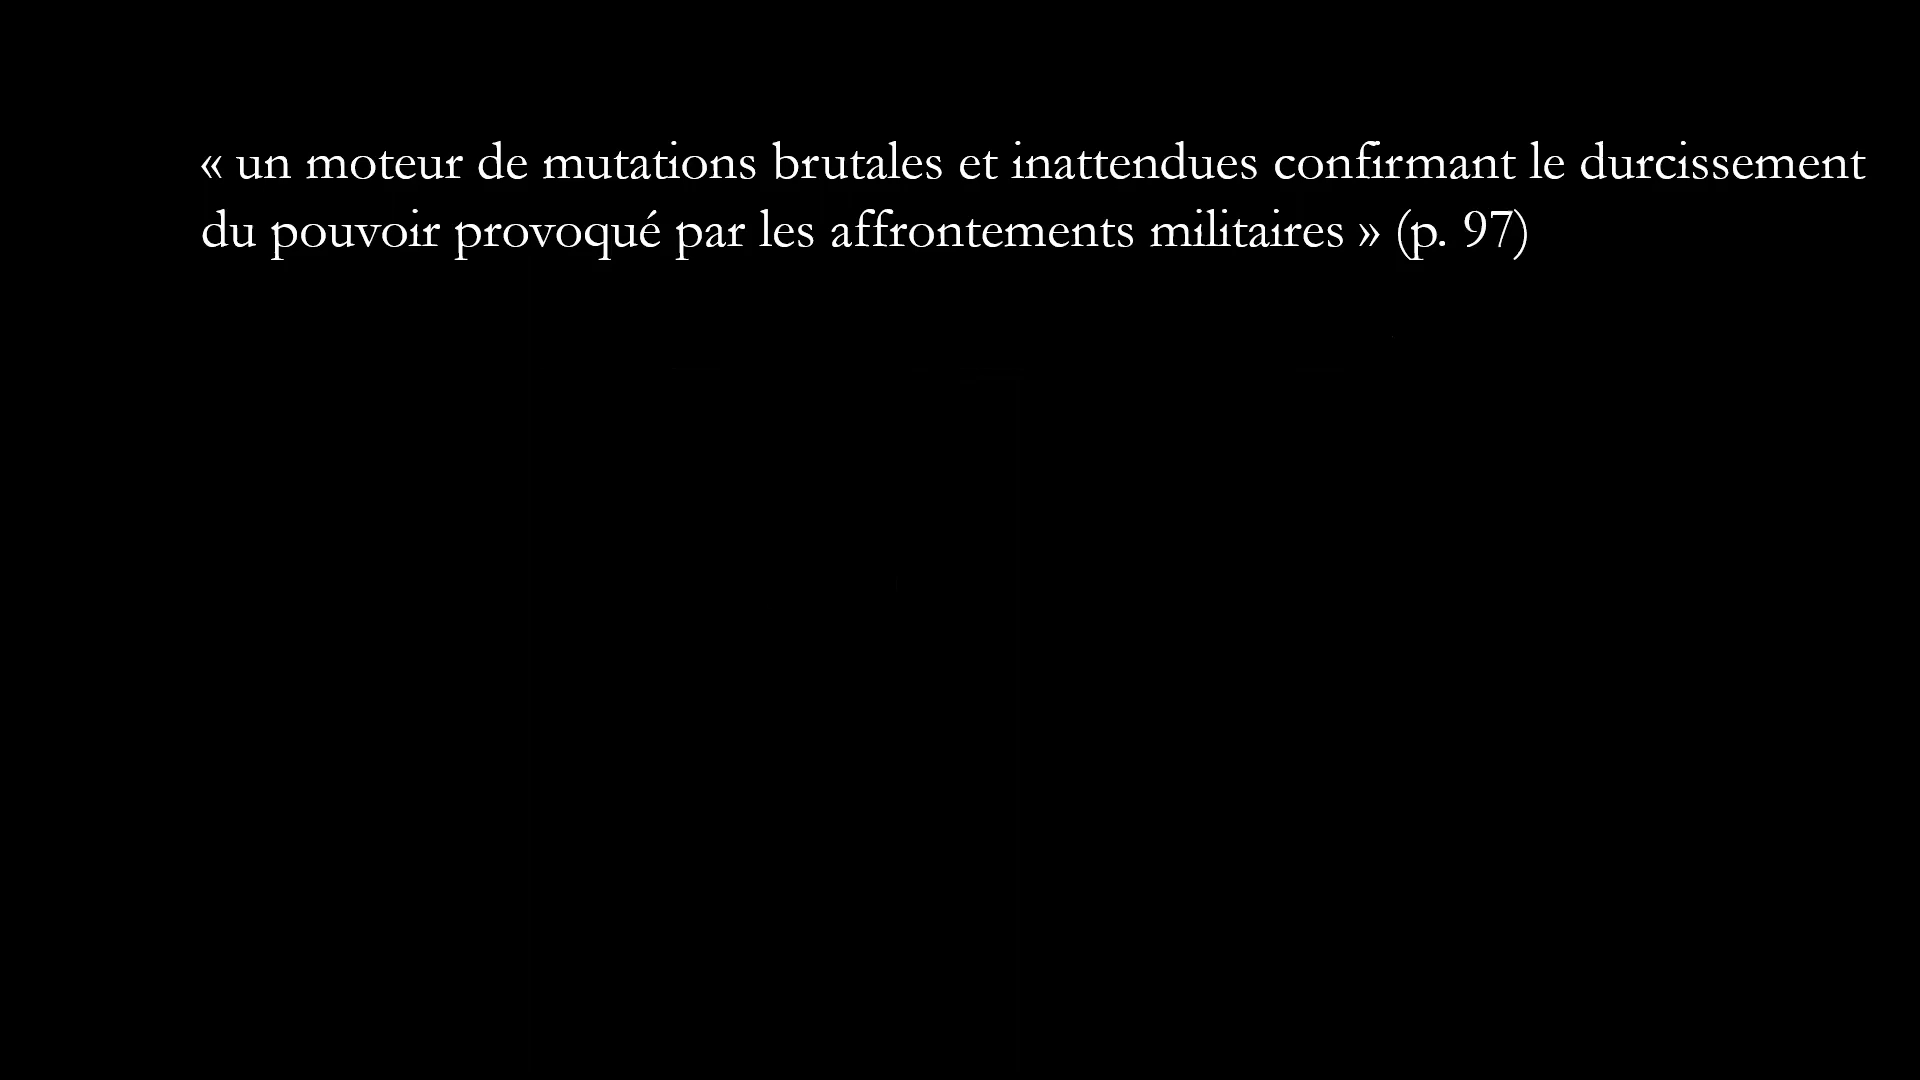 « un moteur de mutations brutales et inattendues confirmant le durcissement
du pouvoir provoqué par les affrontements militaires » (p. 97)